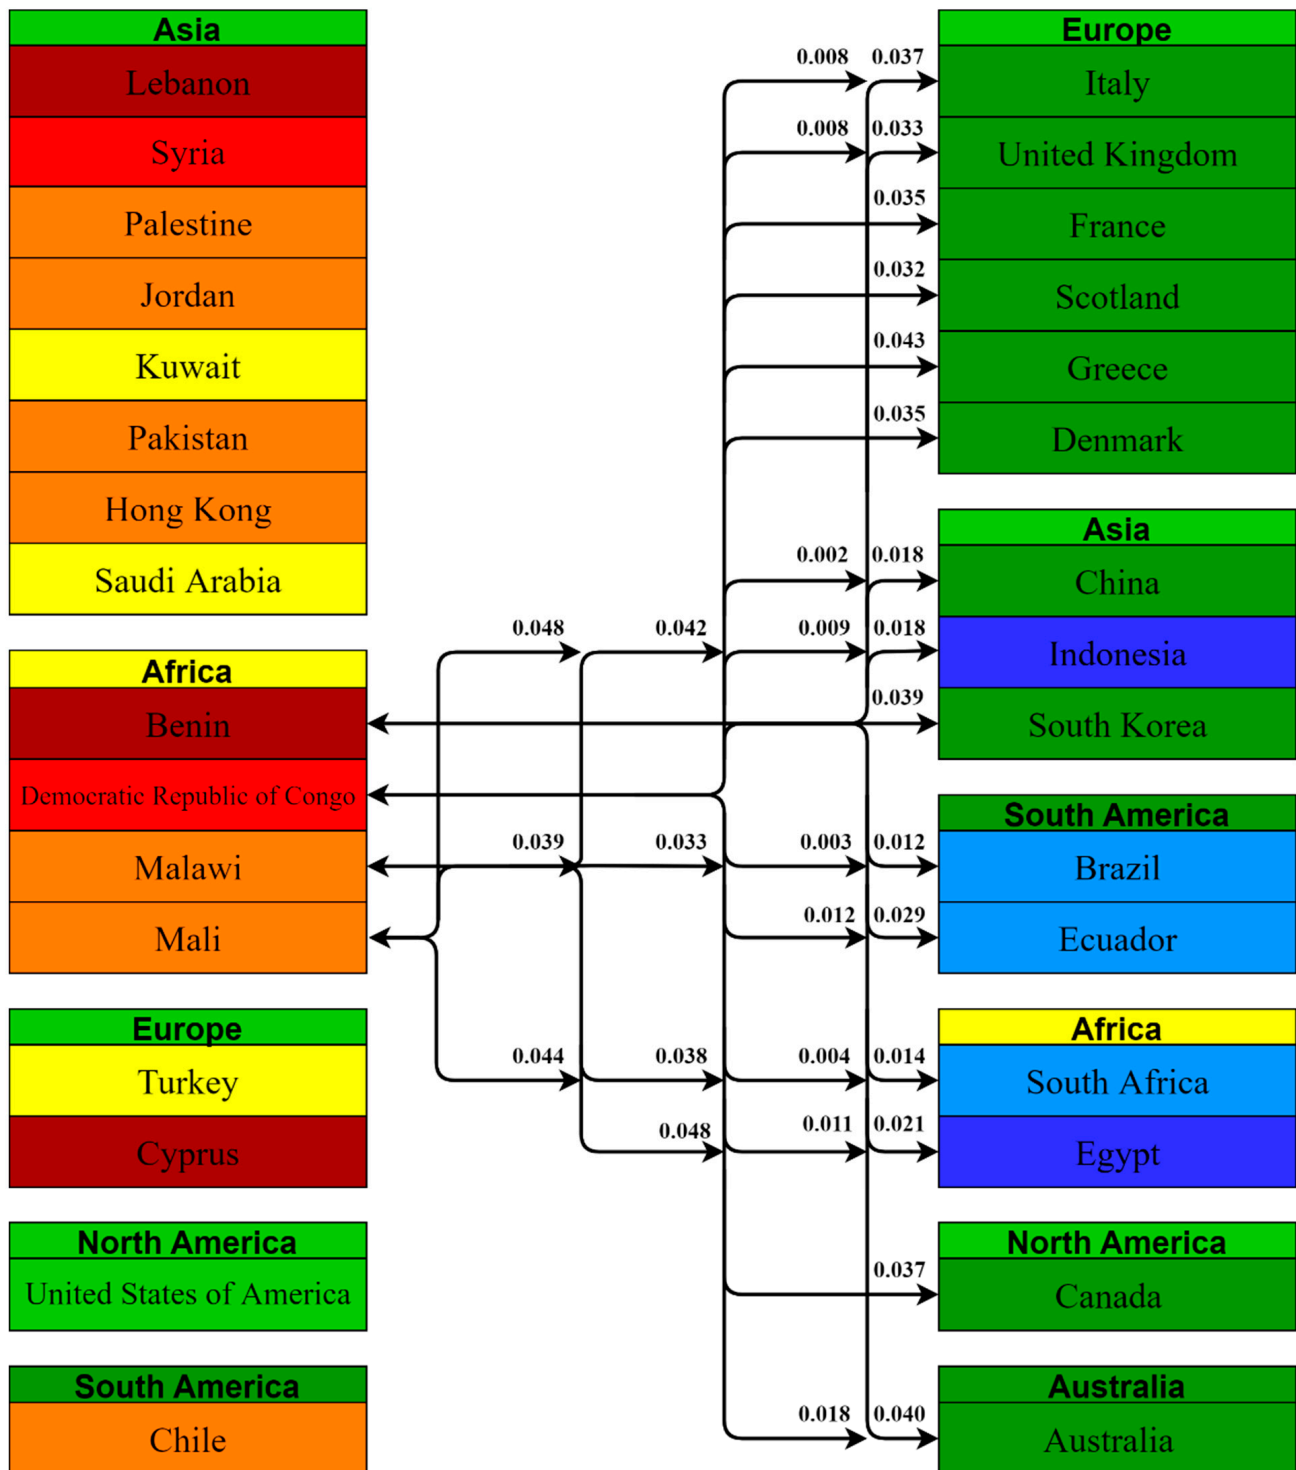 Asia
Lebanon
Syria
Palestine
Jordan
Kuwait
Pakistan
Hong Kong
Saudi Arabia
Africa
Benin
Democratic Republic of Congo
Malawi
Mali
Europe
Turkey
Cyprus
North America
United States of America
South America
Chile
0.048
0.039
0.044
0.042
0.033
0.038
0.048
0.008 0.037
0.008 0.033
0.035
0.032
0.043
0.035
0.002 0.018
0.009 0.018
0.039
0.003 0.012
0.012 0.029
0.004 0.014
0.011 0.021
0.037
0.018 0.040
Europe
Italy
United Kingdom
France
Scotland
Greece
Denmark
Asia
China
Indonesia
South Korea
South America
Brazil
Ecuador
Africa
South Africa
Egypt
North America
Canada
Australia
Australia